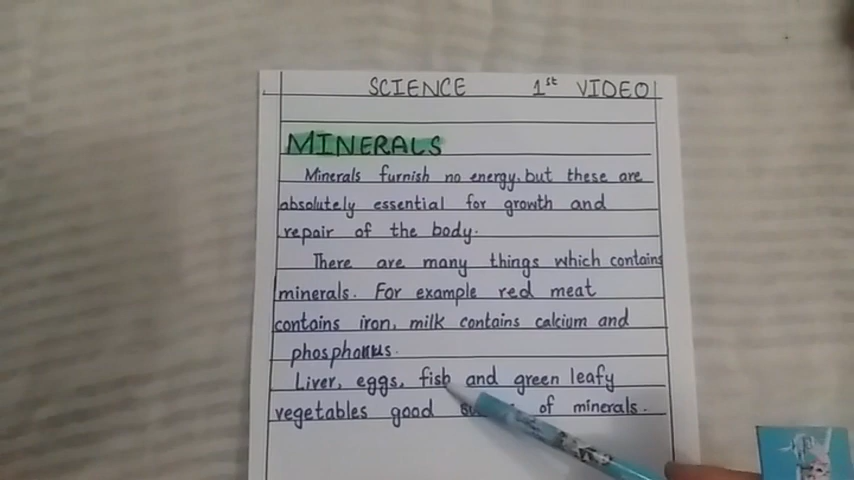 SCIENCE 1st VIDEO
MINERALS
Minerals furnish no energy, but these are
absolutely essential for growth and
repair of the body.
There are many things which contains
minerals. For example red meat
contains iron, milk contains calcium and
Liver, eggs, fish and green leafy
vegetables good of minerals.